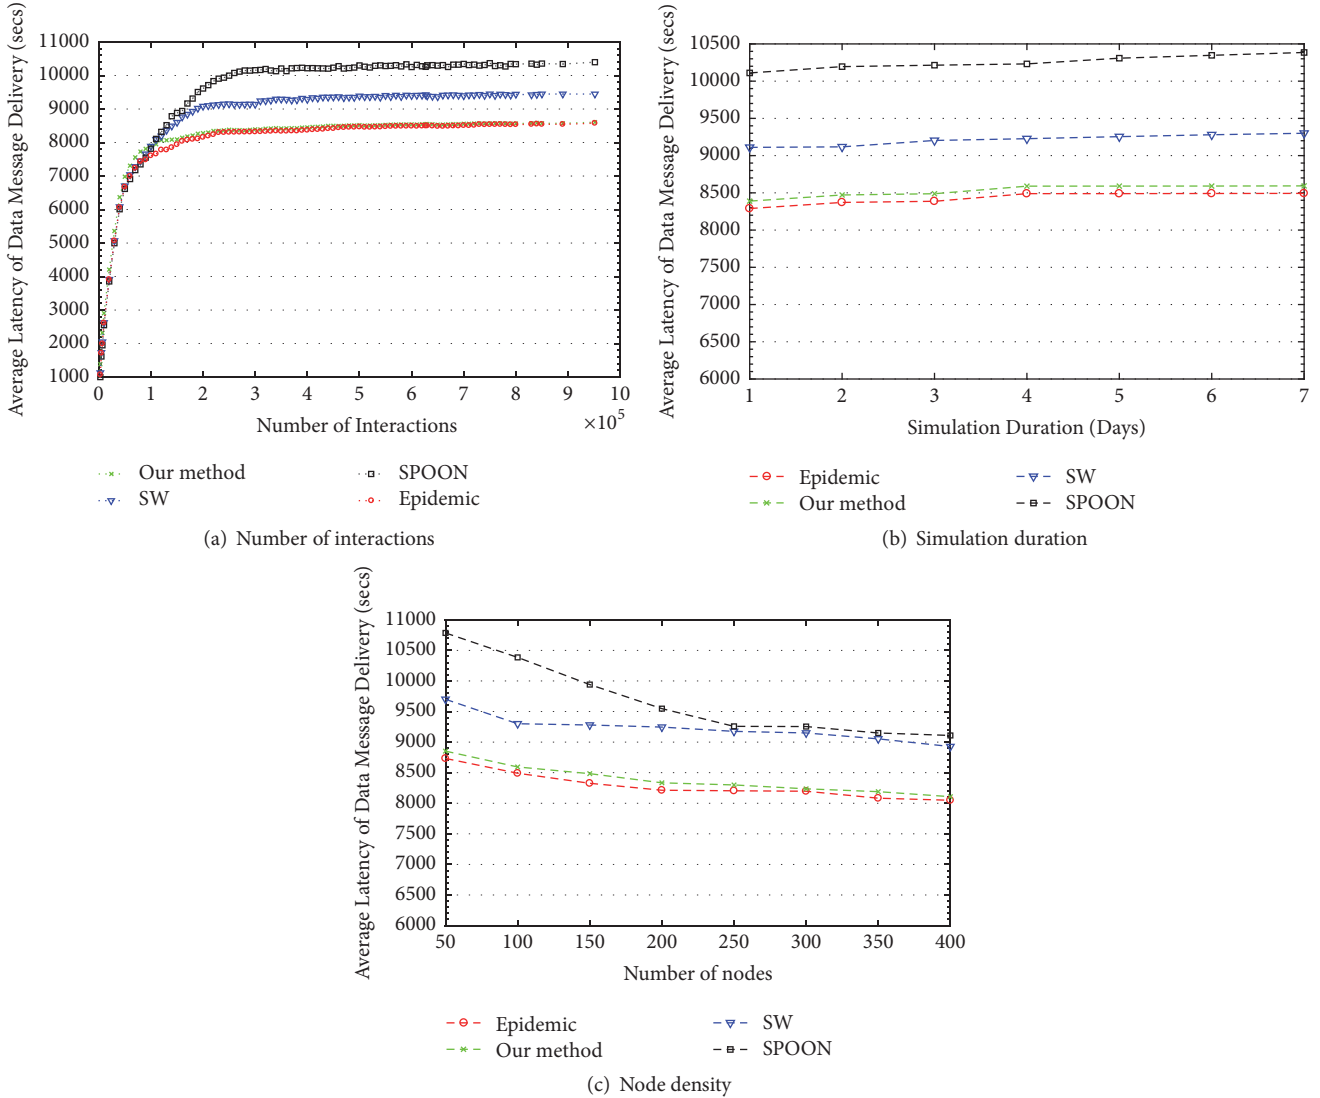 Average Latency of Data Message Delivery (secs)
11000
10000
9000
8000
7000
6000
5000
4000
3000
2000
1000
0 1 2 3 4 5 6 7 8 9 10
×10^5
Number of Interactions
Our method
SW
SPOON
Epidemic
(a) Number of interactions
Average Latency of Data Message Delivery (secs)
10500
10000
9500
9000
8500
8000
7500
7000
6500
6000
1 2 3 4 5 6 7
Simulation Duration (Days)
Epidemic
Our method
SW
SPOON
(b) Simulation duration
Average Latency of Data Message Delivery (secs)
11000
10500
10000
9500
9000
8500
8000
7500
7000
6500
6000
50 100 150 200 250 300 350 400
Number of nodes
Epidemic
Our method
SW
SPOON
(c) Node density